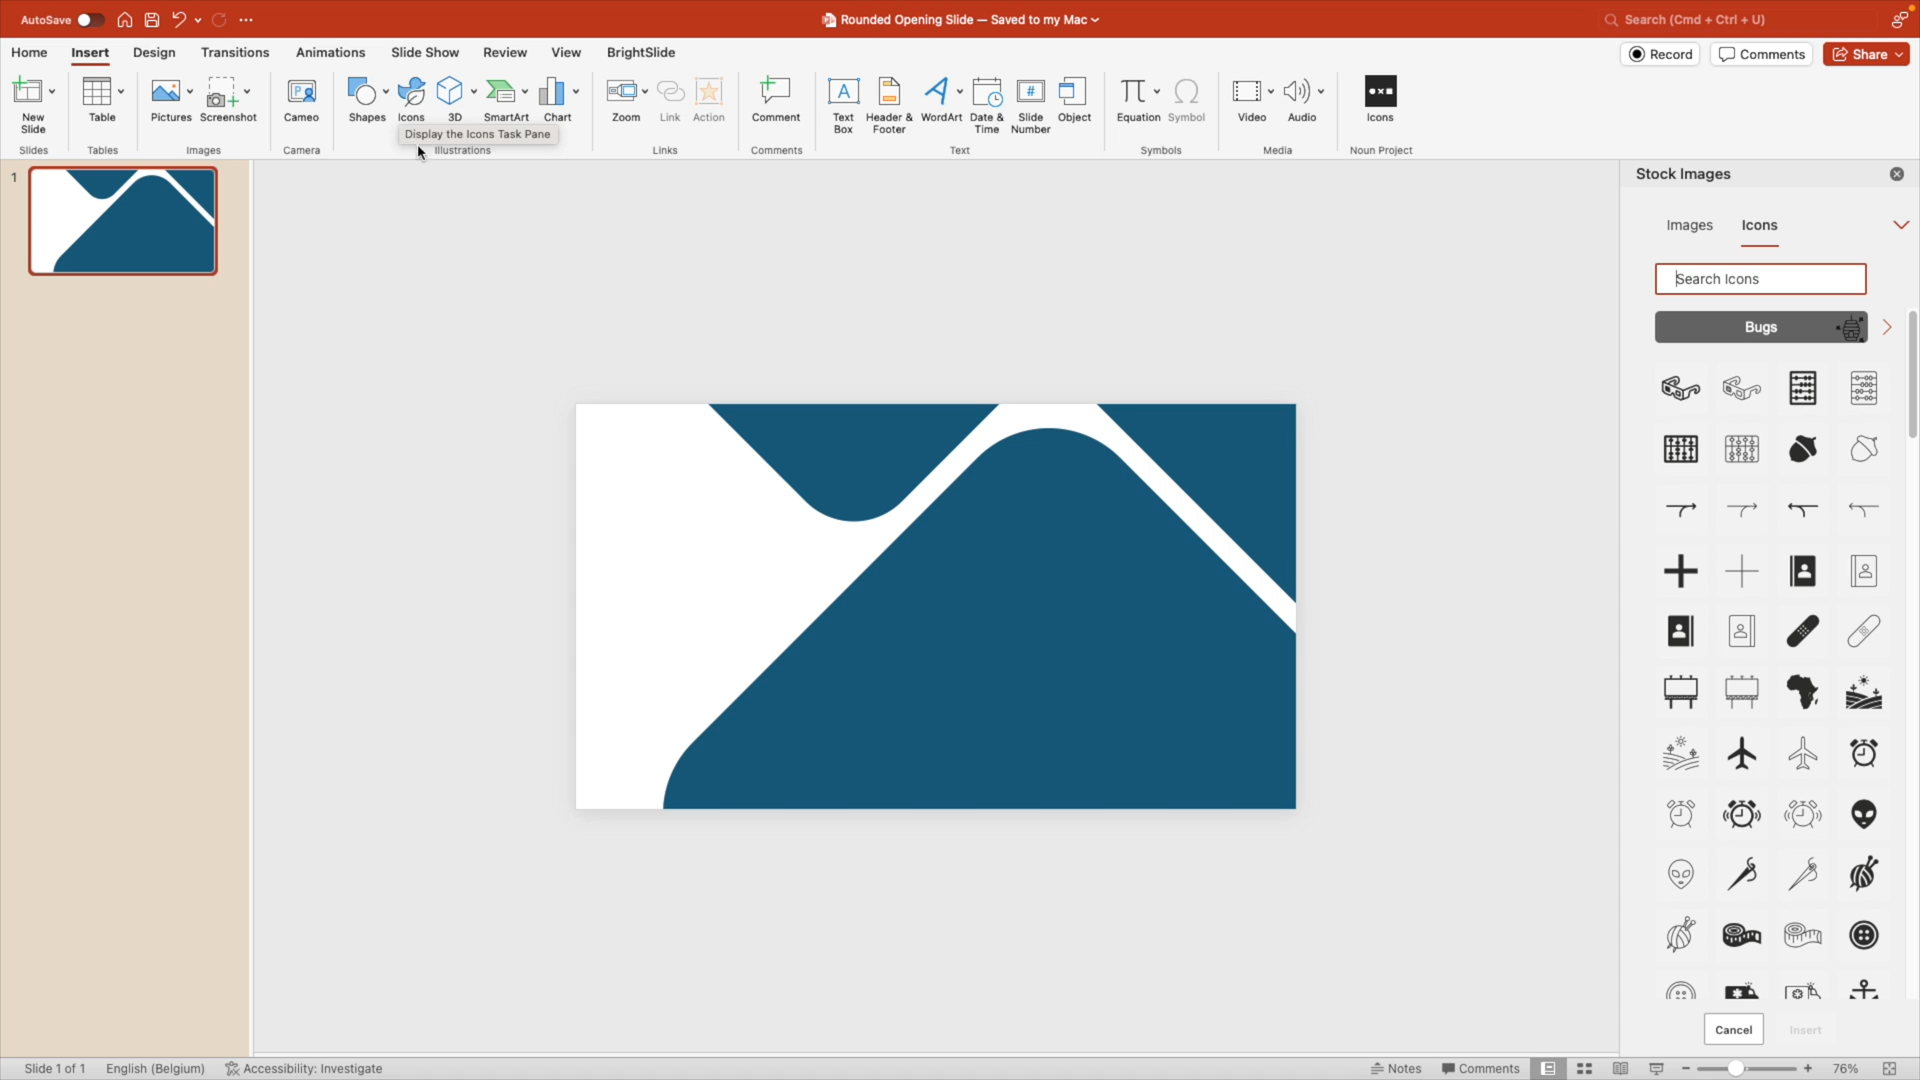 AutoSave
Rounded Opening Slide — Saved to my Mac
Search (Cmd + Ctrl + U)
Home Insert Design Transitions Animations Slide Show Review View BrightSlide
Record Comments Share
New Slide
Table
Pictures
Screenshot
Cameo
Shapes
Icons
3D
SmartArt
Chart
Zoom
Link
Action
Comment
Text Box
Header & Footer
WordArt
Date & Time
Slide Number
Object
Equation
Symbol
Video
Audio
Icons
Display the Icons Task Pane
Slides Tables Images Camera Illustrations Links Comments Text Symbols Media Noun Project
1
Stock Images
Images Icons
Search Icons
Bugs
Cancel Insert
Slide 1 of 1 English (Belgium) Accessibility: Investigate Notes Comments 76%